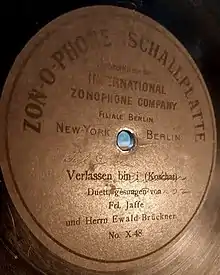 ZON-O-PHONE SCHALLPLATTE
INTERNATIONAL
ZONOPHONE COMPANY
FILIALE BERLIN
NEW-YORK BERLIN
Verlassen bin i (Koschat)
Duett, gesungen von
Frl. Jaffe
und Herrn Ewald Brückner
No. X 48